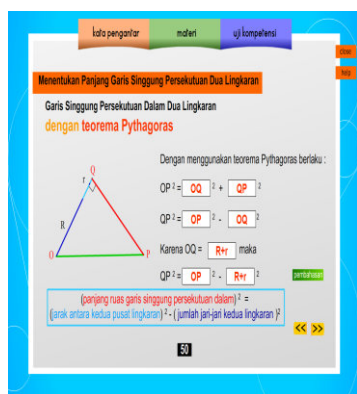 kata pengantar materi uji kompetensi
close
help
Menentukan Panjang Garis Singgung Persekutuan Dua Lingkaran
Garis Singgung Persekutuan Dalam Dua Lingkaran
dengan teorema Pythagoras
Dengan menggunakan teorema Pythagoras berlaku :
Q
r
R
O
P
OP ² = OQ ² + QP ²
QP ² = OP ² - OQ ²
Karena OQ = R+r maka
QP ² = OP ² - R+r ²
pembahasan
(panjang ruas garis singgung persekutuan dalam) ² =
(jarak antara kedua pusat lingkaran) ² - ( jumlah jari-jari kedua lingkaran )²
<< >>
50